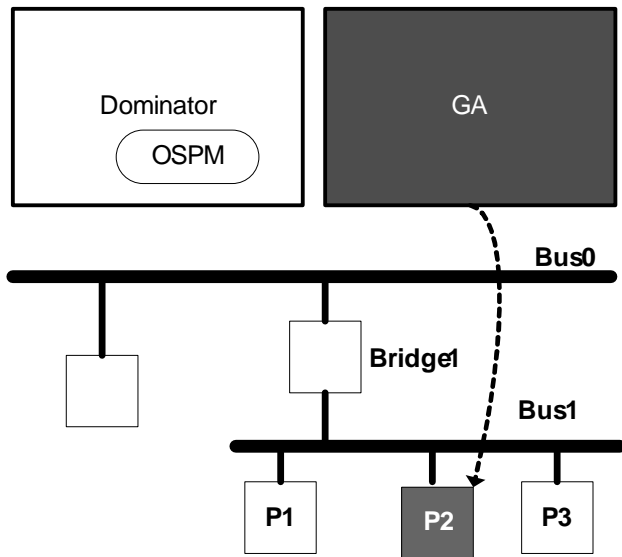 Dominator
GA
OSPM
Bus0
Bridge1
Bus1
P1
P2
P3